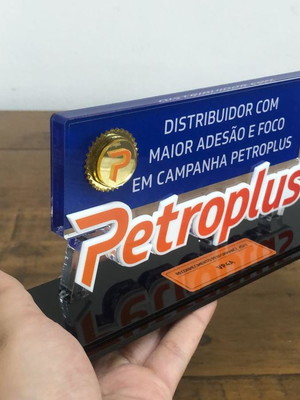 DISTRIBUIDOR COM
MAIOR ADESÃO E FOCO
EM CAMPANHA PETROPLUS
P
Petroplus